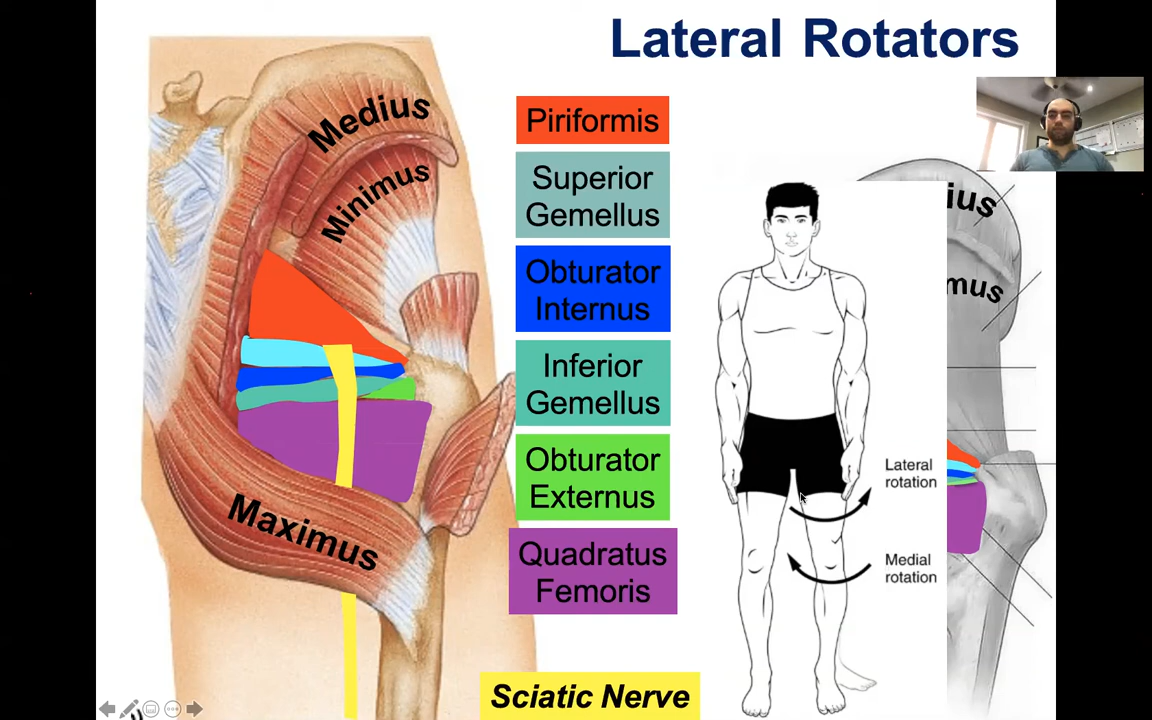 Lateral Rotators
Medius
Minimus
Maximus
Piriformis
Superior
Gemellus
Obturator
Internus
Inferior
Gemellus
Obturator
Externus
Quadratus
Femoris
Sciatic Nerve
Lateral
rotation
Medial
rotation
ius
mus